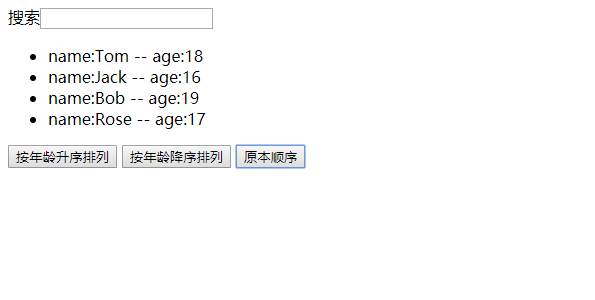 搜索
name:Tom -- age:18
name:Jack -- age:16
name:Bob -- age:19
name:Rose -- age:17
按年龄升序排列 按年龄降序排列 原本顺序